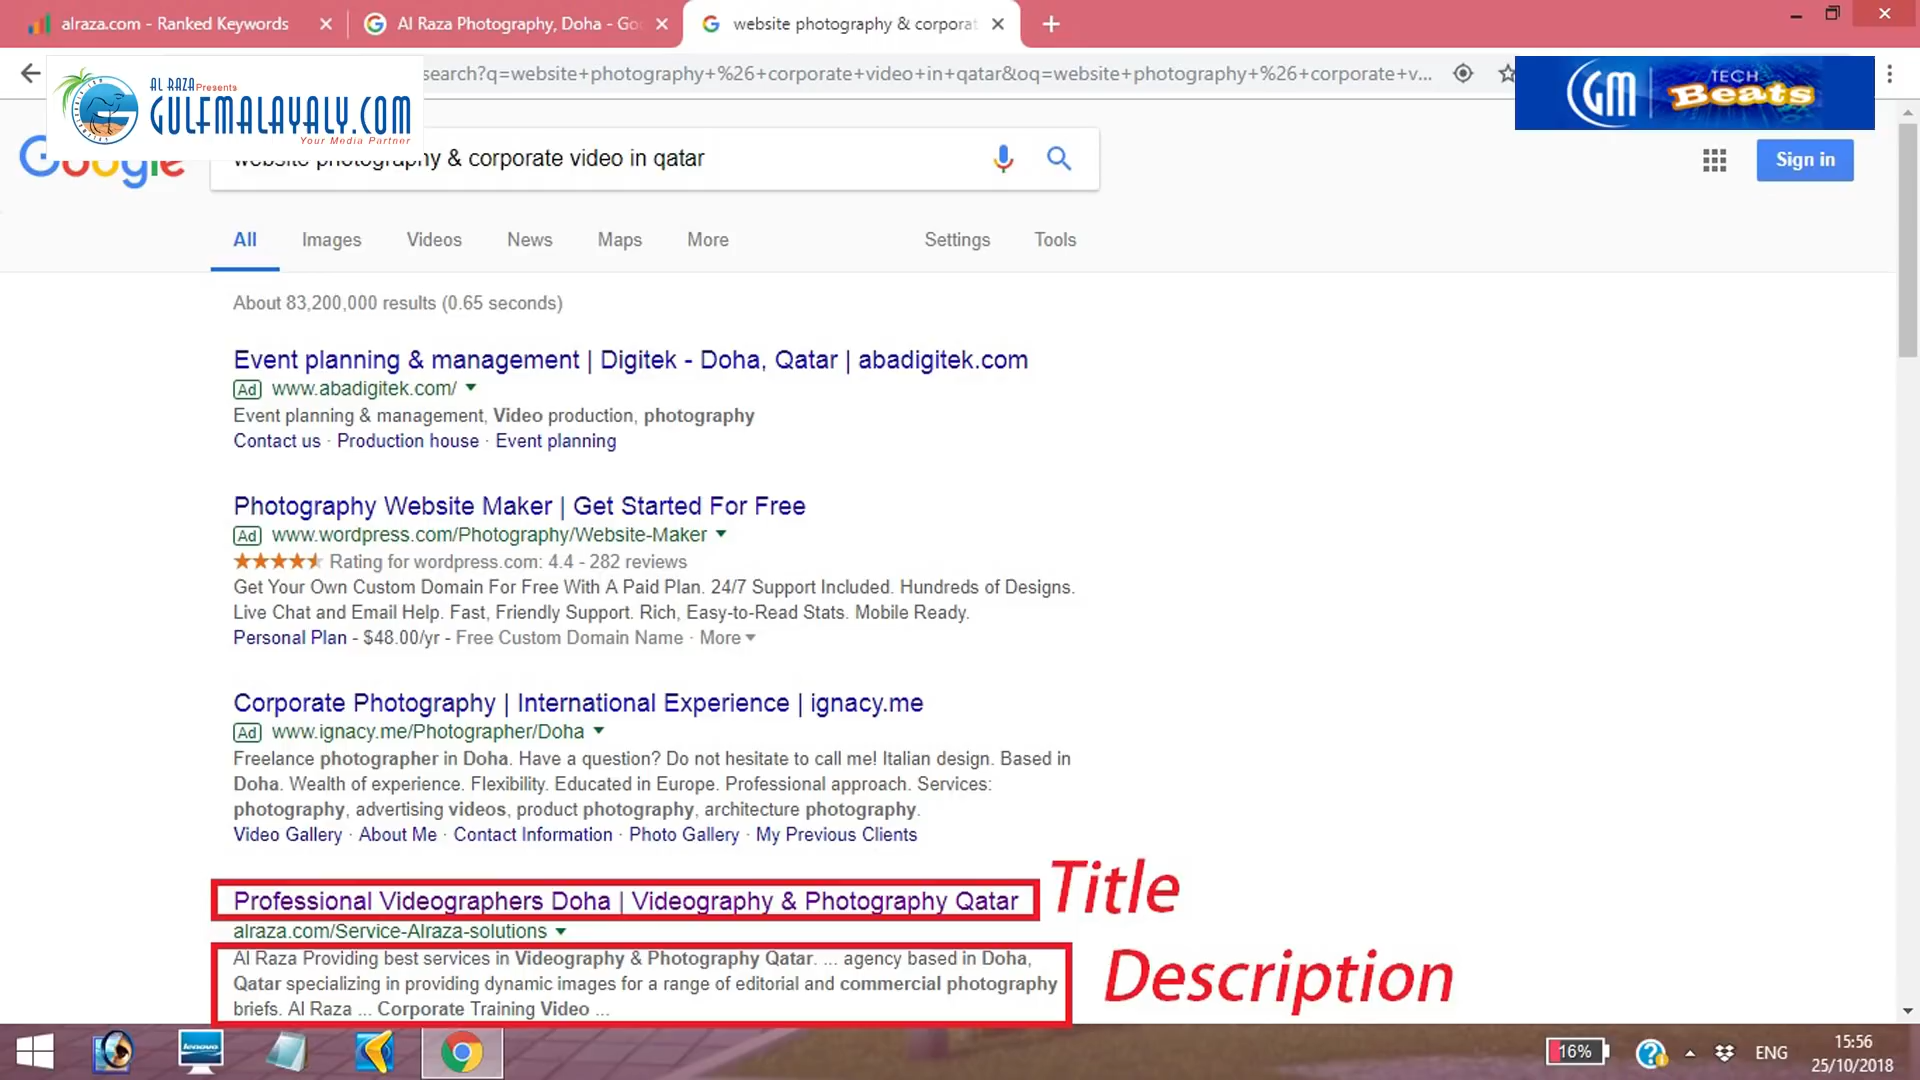 alraza.com - Ranked Keywords
Al Raza Photography, Doha - Goo
website photography & corporat
search?q=website+photography+%26+corporate+video+in+qatar&oq=website+photography+%26+corporate+v...
AL RAZA Presents
GULFMALAYALY.COM
Your Media Partner
GM TECH Beats
Google
website photography & corporate video in qatar
Sign in
All Images Videos News Maps More Settings Tools
About 83,200,000 results (0.65 seconds)
Event planning & management | Digitek - Doha, Qatar | abadigitek.com
Ad www.abadigitek.com/
Event planning & management, Video production, photography
Contact us · Production house · Event planning
Photography Website Maker | Get Started For Free
Ad www.wordpress.com/Photography/Website-Maker
Rating for wordpress.com: 4.4 - 282 reviews
Get Your Own Custom Domain For Free With A Paid Plan. 24/7 Support Included. Hundreds of Designs.
Live Chat and Email Help. Fast, Friendly Support. Rich, Easy-to-Read Stats. Mobile Ready.
Personal Plan - $48.00/yr - Free Custom Domain Name · More
Corporate Photography | International Experience | ignacy.me
Ad www.ignacy.me/Photographer/Doha
Freelance photographer in Doha. Have a question? Do not hesitate to call me! Italian design. Based in
Doha. Wealth of experience. Flexibility. Educated in Europe. Professional approach. Services:
photography, advertising videos, product photography, architecture photography.
Video Gallery · About Me · Contact Information · Photo Gallery · My Previous Clients
Professional Videographers Doha | Videography & Photography Qatar
Title
alraza.com/Service-Alraza-solutions
Al Raza Providing best services in Videography & Photography Qatar. ... agency based in Doha,
Qatar specializing in providing dynamic images for a range of editorial and commercial photography
briefs. Al Raza ... Corporate Training Video ...
Description
lenovo
16%
ENG
15:56
25/10/2018